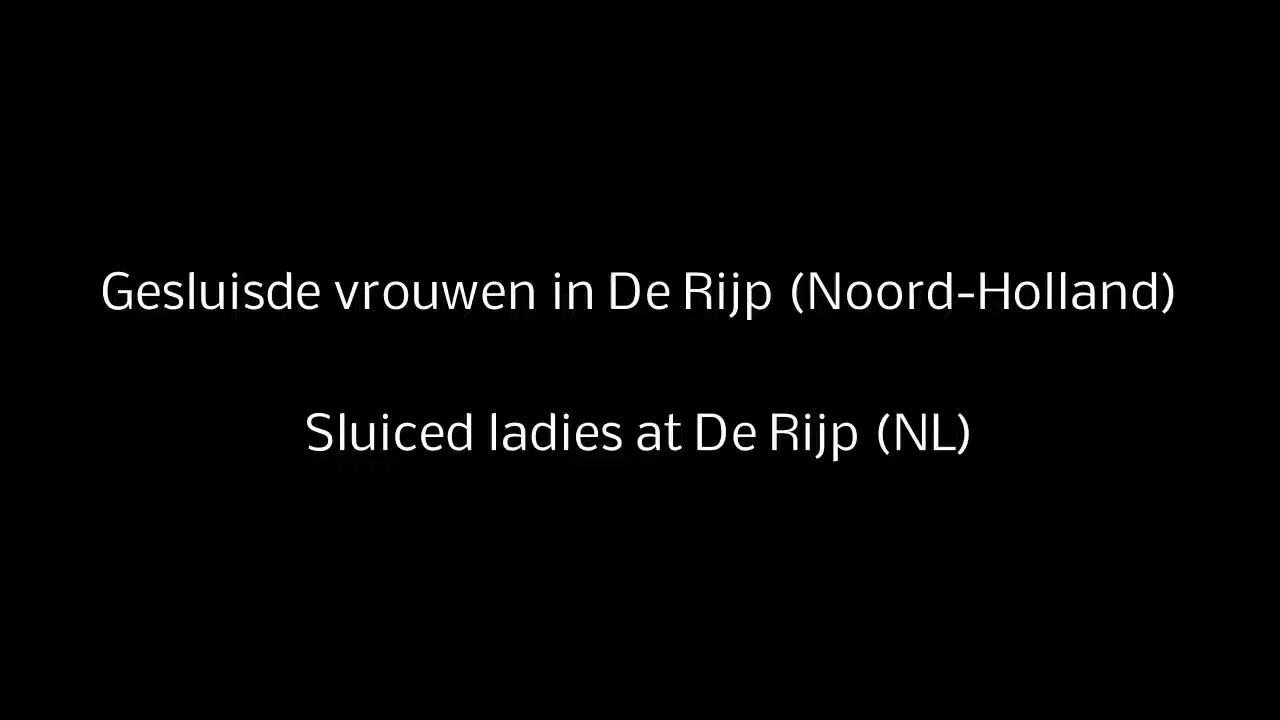 Gesluisde vrouwen in De Rijp (Noord-Holland)
Sluiced ladies at De Rijp (NL)